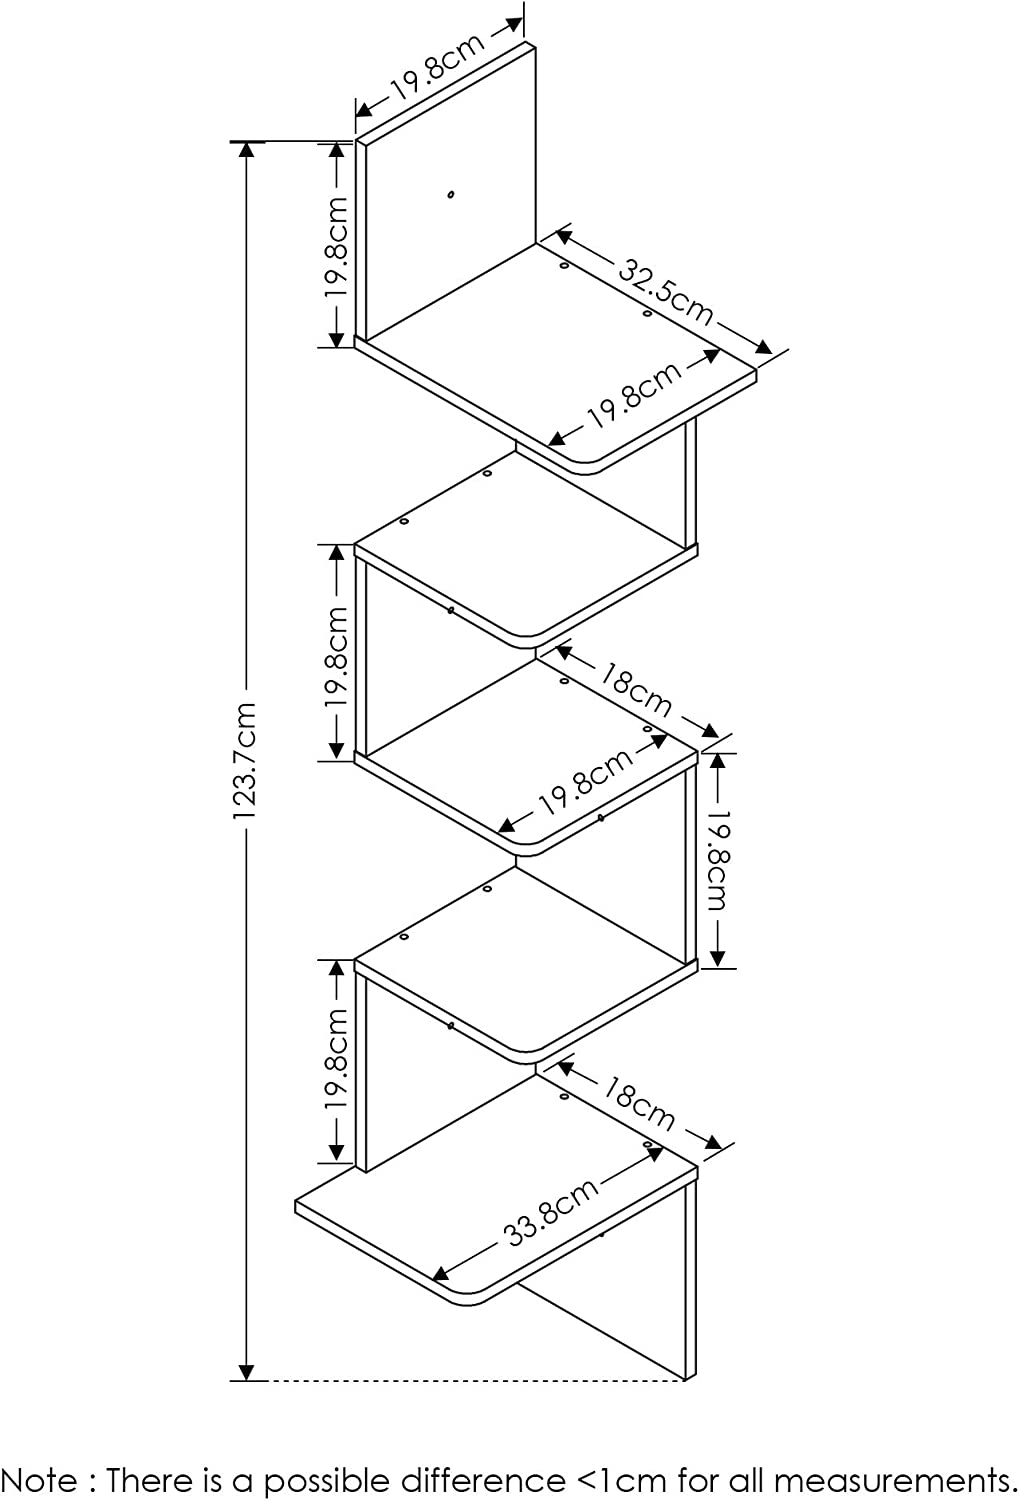 19.8cm
19.8cm
32.5cm
19.8cm
19.8cm
18cm
123.7cm
19.8cm
19.8cm
19.8cm
18cm
33.8cm
Note : There is a possible difference <1cm for all measurements.